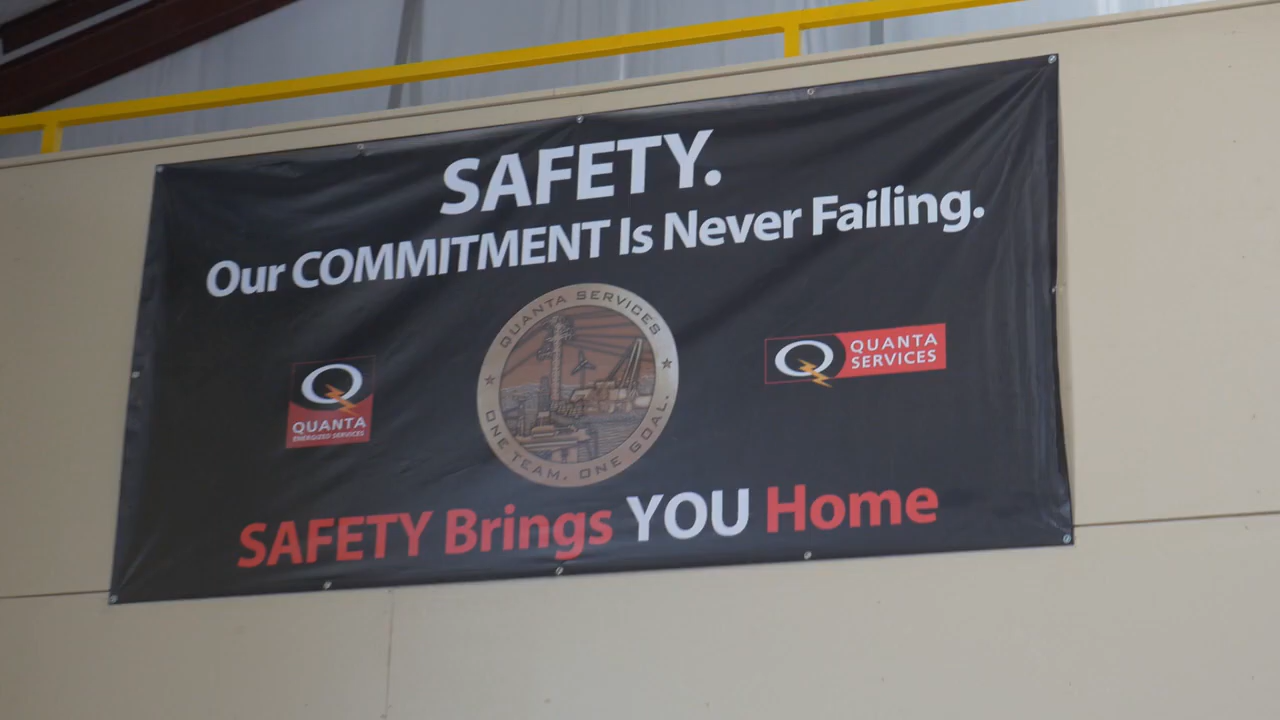 SAFETY.
Our COMMITMENT Is Never Failing.
QUANTA SERVICES
ONE TEAM. ONE GOAL.
QUANTA
ENERGIZED SERVICES
QUANTA
SERVICES
SAFETY Brings YOU Home